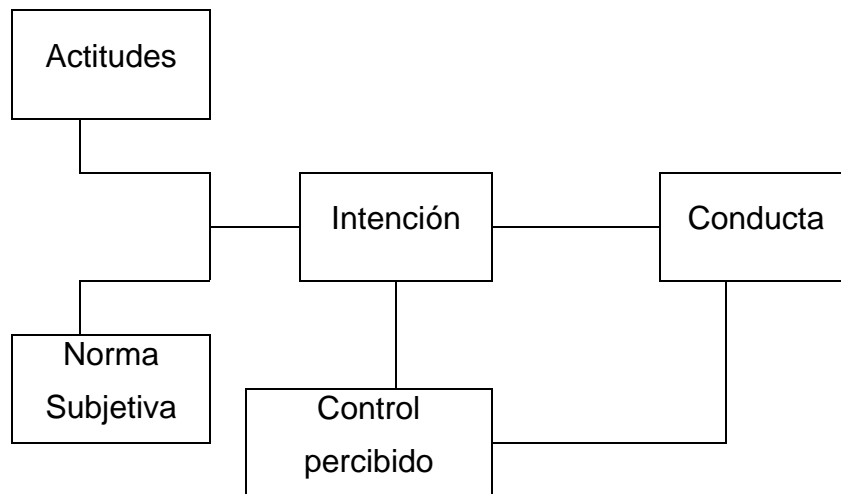 Actitudes
Intención
Conducta
Norma
Subjetiva
Control
percibido